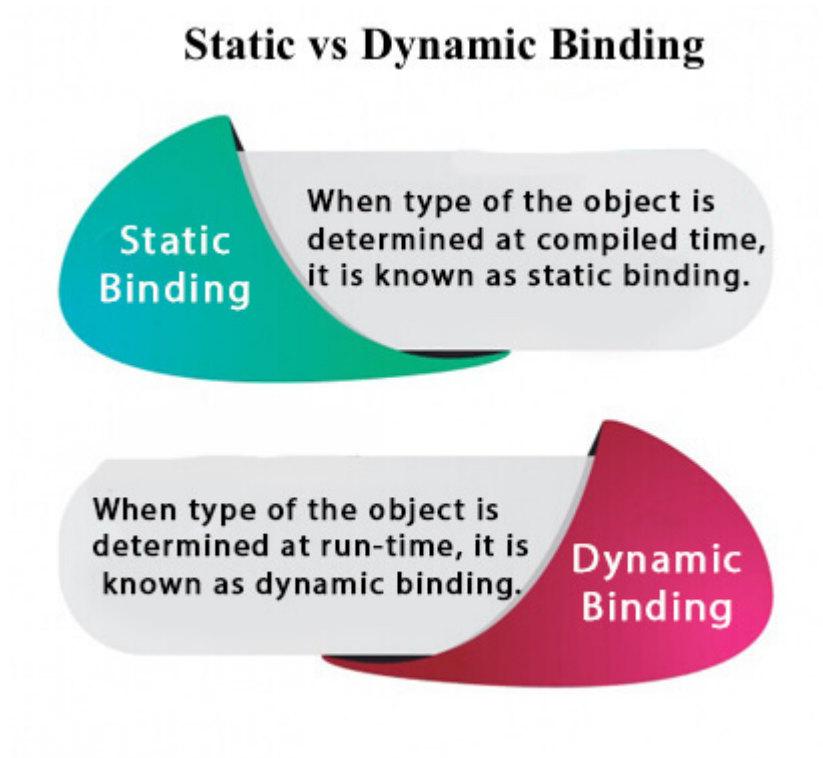 Static vs Dynamic Binding
Static
Binding
When type of the object is
determined at compiled time,
it is known as static binding.
When type of the object is
determined at run-time, it is
known as dynamic binding.
Dynamic
Binding